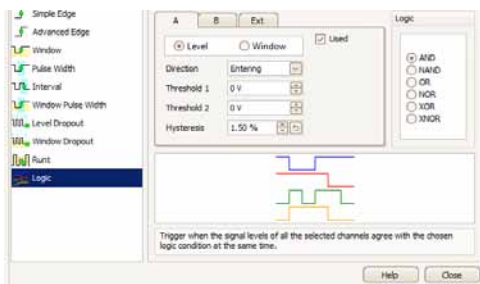 Simple Edge
Advanced Edge
Window
Pulse Width
Interval
Window Pulse Width
Level Dropout
Window Dropout
Runt
Logic
A B Ext
Level Window Used
Direction Entering
Threshold 1 0 V
Threshold 2 0 V
Hysteresis 1.50 %
Logic
AND
NAND
OR
NOR
XOR
XNOR
Trigger when the signal levels of all the selected channels agree with the chosen
logic condition at the same time.
Help Close